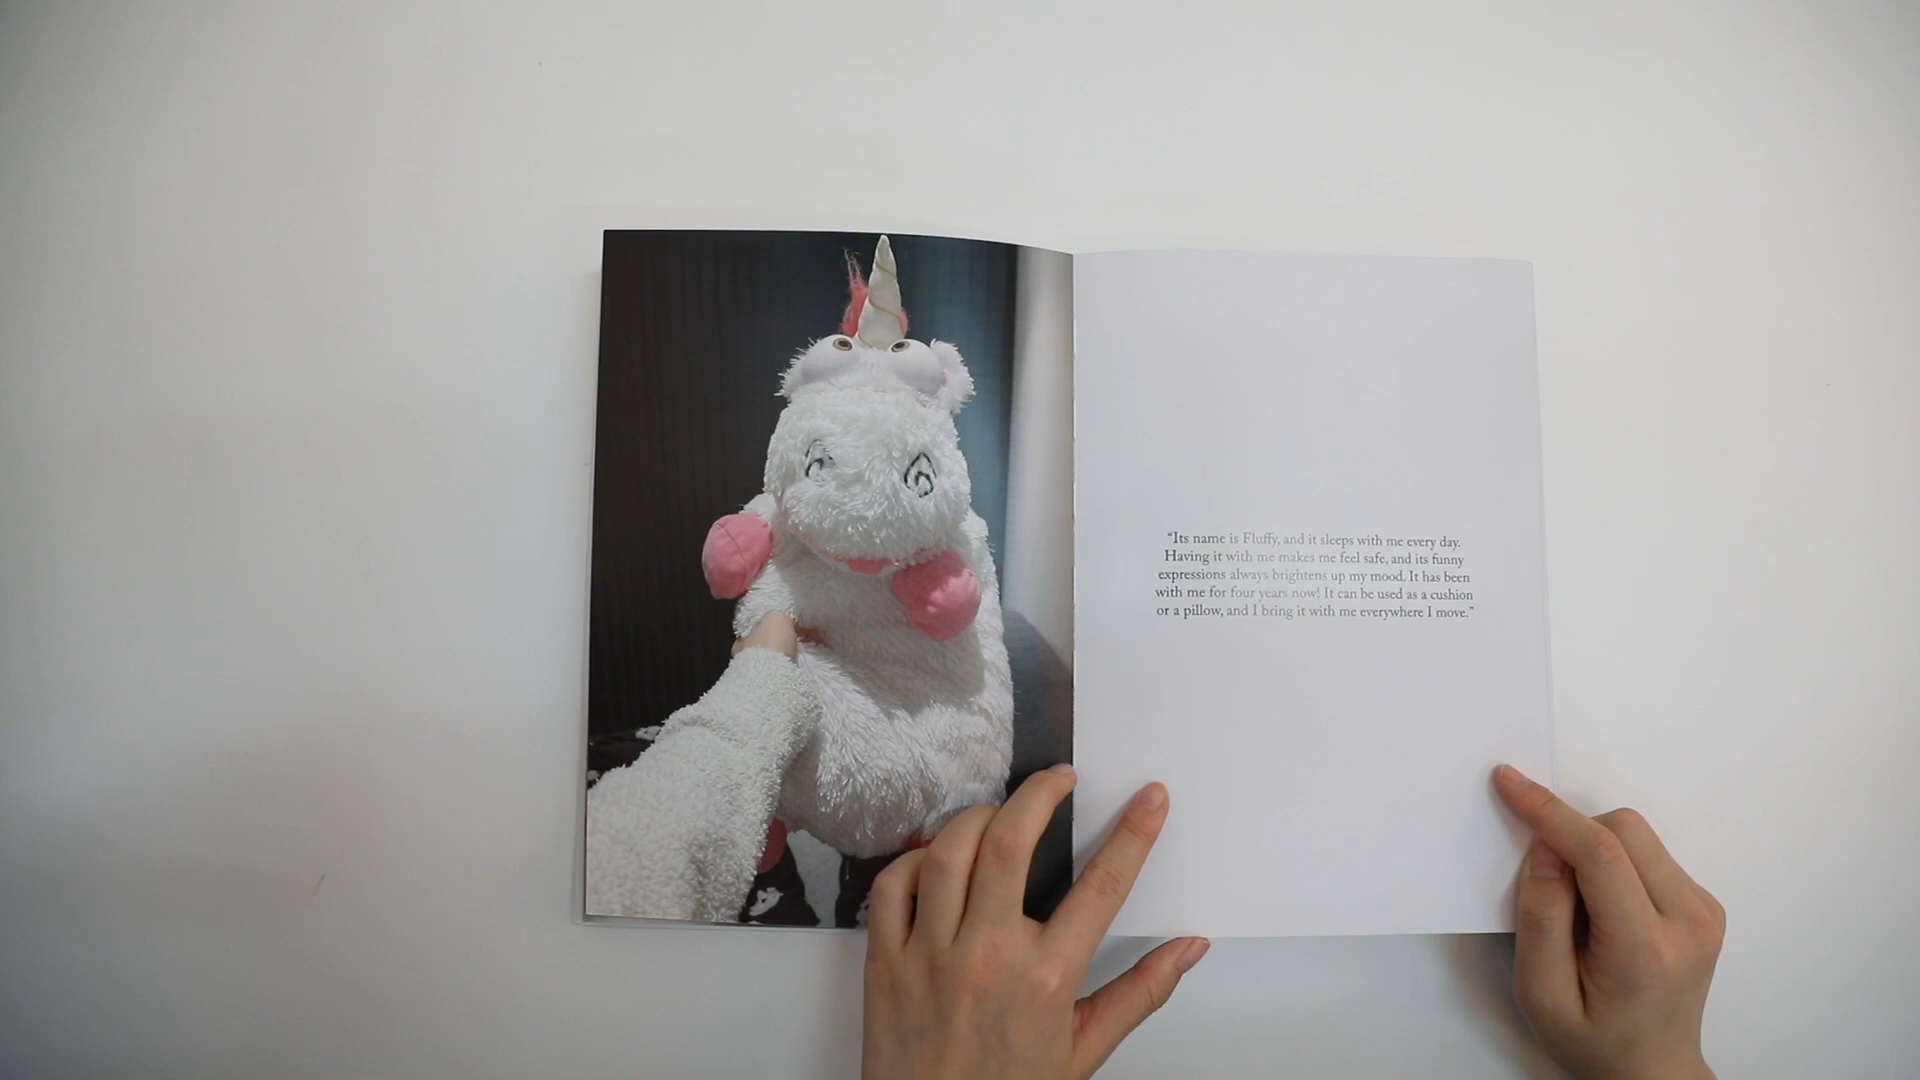 “Its name is Fluffy, and it sleeps with me every day.
Having it with me makes me feel safe, and its funny
expressions always brightens up my mood. It has been
with me for four years now! It can be used as a cushion
or a pillow, and I bring it with me everywhere I move.”